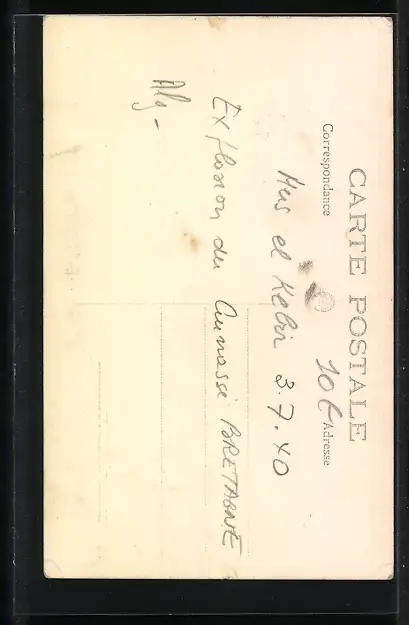 CARTE POSTALE
Correspondance
Adresse
10€
Mers el Kebir 3.7.40
Explosion du Cuirassé BRETAGNE
Alg-